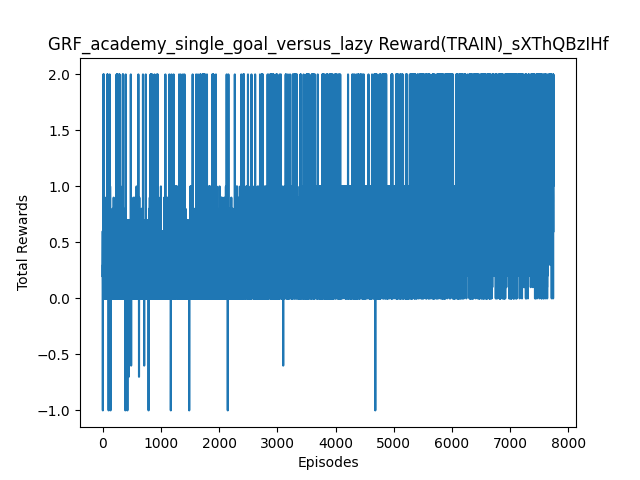 GRF_academy_single_goal_versus_lazy Reward(TRAIN)_sXThQBzIHf
2.0
1.5
1.0
0.5
0.0
−0.5
−1.0
Total Rewards
0 1000 2000 3000 4000 5000 6000 7000 8000
Episodes